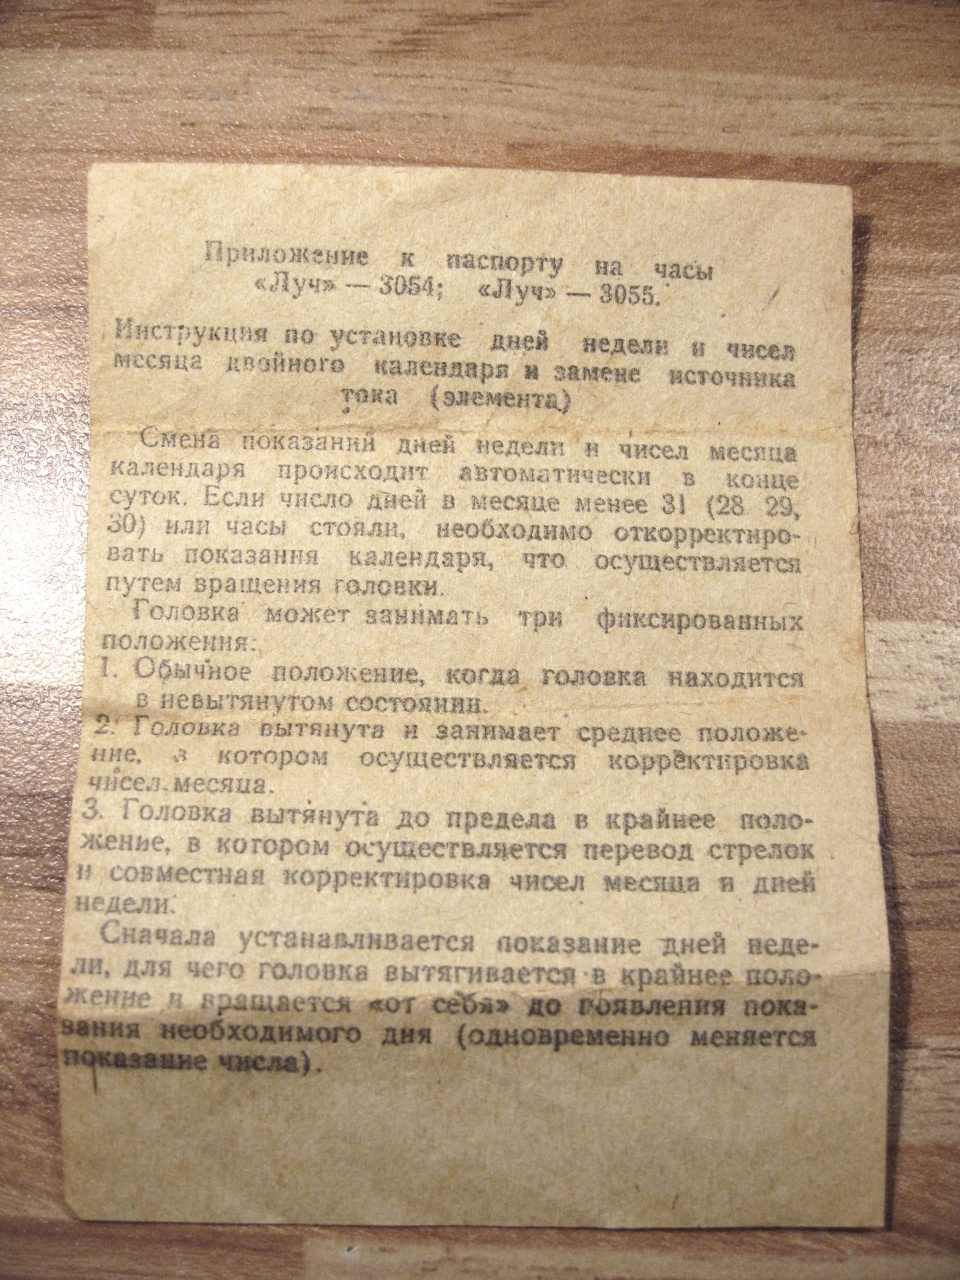 Приложение к паспорту на часы
«Луч» — 3054; «Луч» — 3055.
Инструкция по установке дней недели и чисел
месяца двойного календаря и замене источника
тока (элемента)
Смена показаний дней недели и чисел месяца
календаря происходит автоматически в конце
суток. Если число дней в месяце менее 31 (28 29,
30) или часы стояли, необходимо откорректиро-
вать показания календаря, что осуществляется
путем вращения головки.
Головка может занимать три фиксированных
положения:
1. Обычное положение, когда головка находится
в невытянутом состоянии.
2. Головка вытянута и занимает среднее положе-
ние, в котором осуществляется корректировка
чисел месяца.
3. Головка вытянута до предела в крайнее поло-
жение, в котором осуществляется перевод стрелок
и совместная корректировка чисел месяца и дней
недели.
Сначала устанавливается показание дней неде-
ли, для чего головка вытягивается в крайнее поло-
жение и вращается «от себя» до появления пока-
зания необходимого дня (одновременно меняется
показание числа).